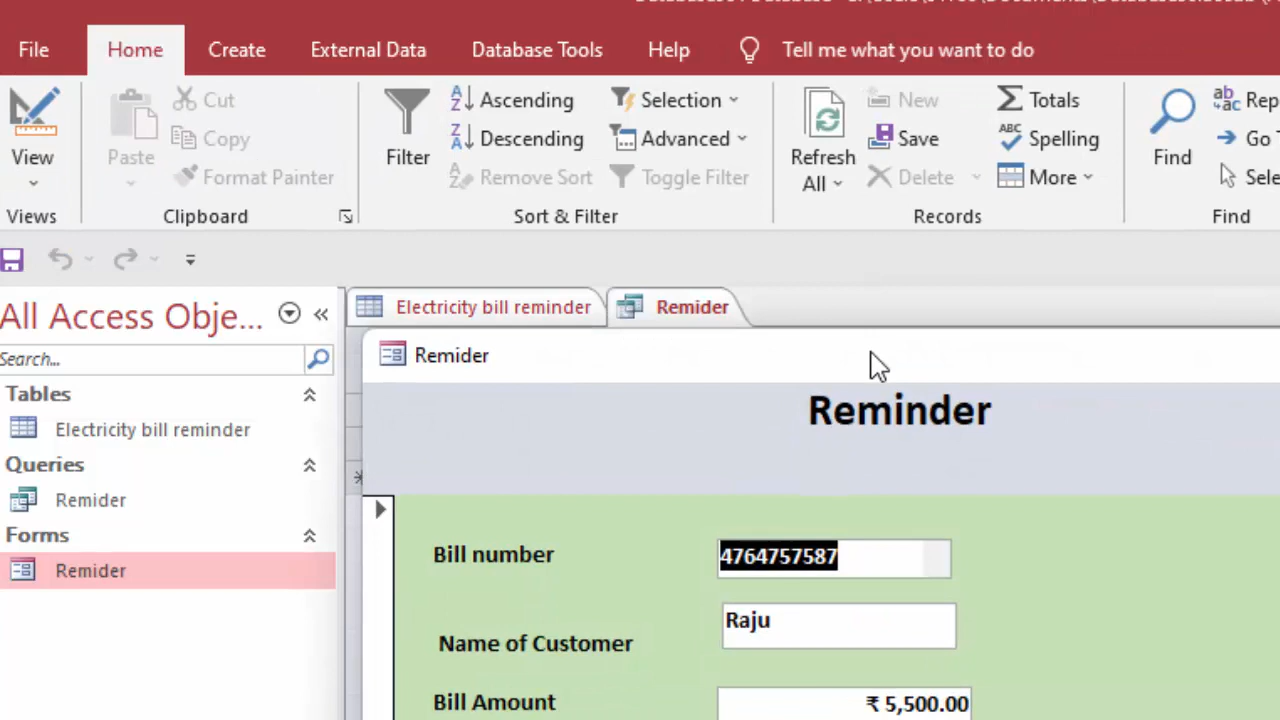 File Home Create External Data Database Tools Help Tell me what you want to do
Cut Ascending Selection New Totals
Copy Descending Advanced Save Spelling Go
View Paste Filter Refresh Find
Format Painter Remove Sort Toggle Filter All Delete More
Views Clipboard Sort & Filter Records Find
Electricity bill reminder Remider
All Access Obje...
Search...
Remider
Tables
Reminder
Electricity bill reminder
Queries
Remider
Forms
Bill number 4764757587
Remider
Raju
Name of Customer
Bill Amount ₹ 5,500.00